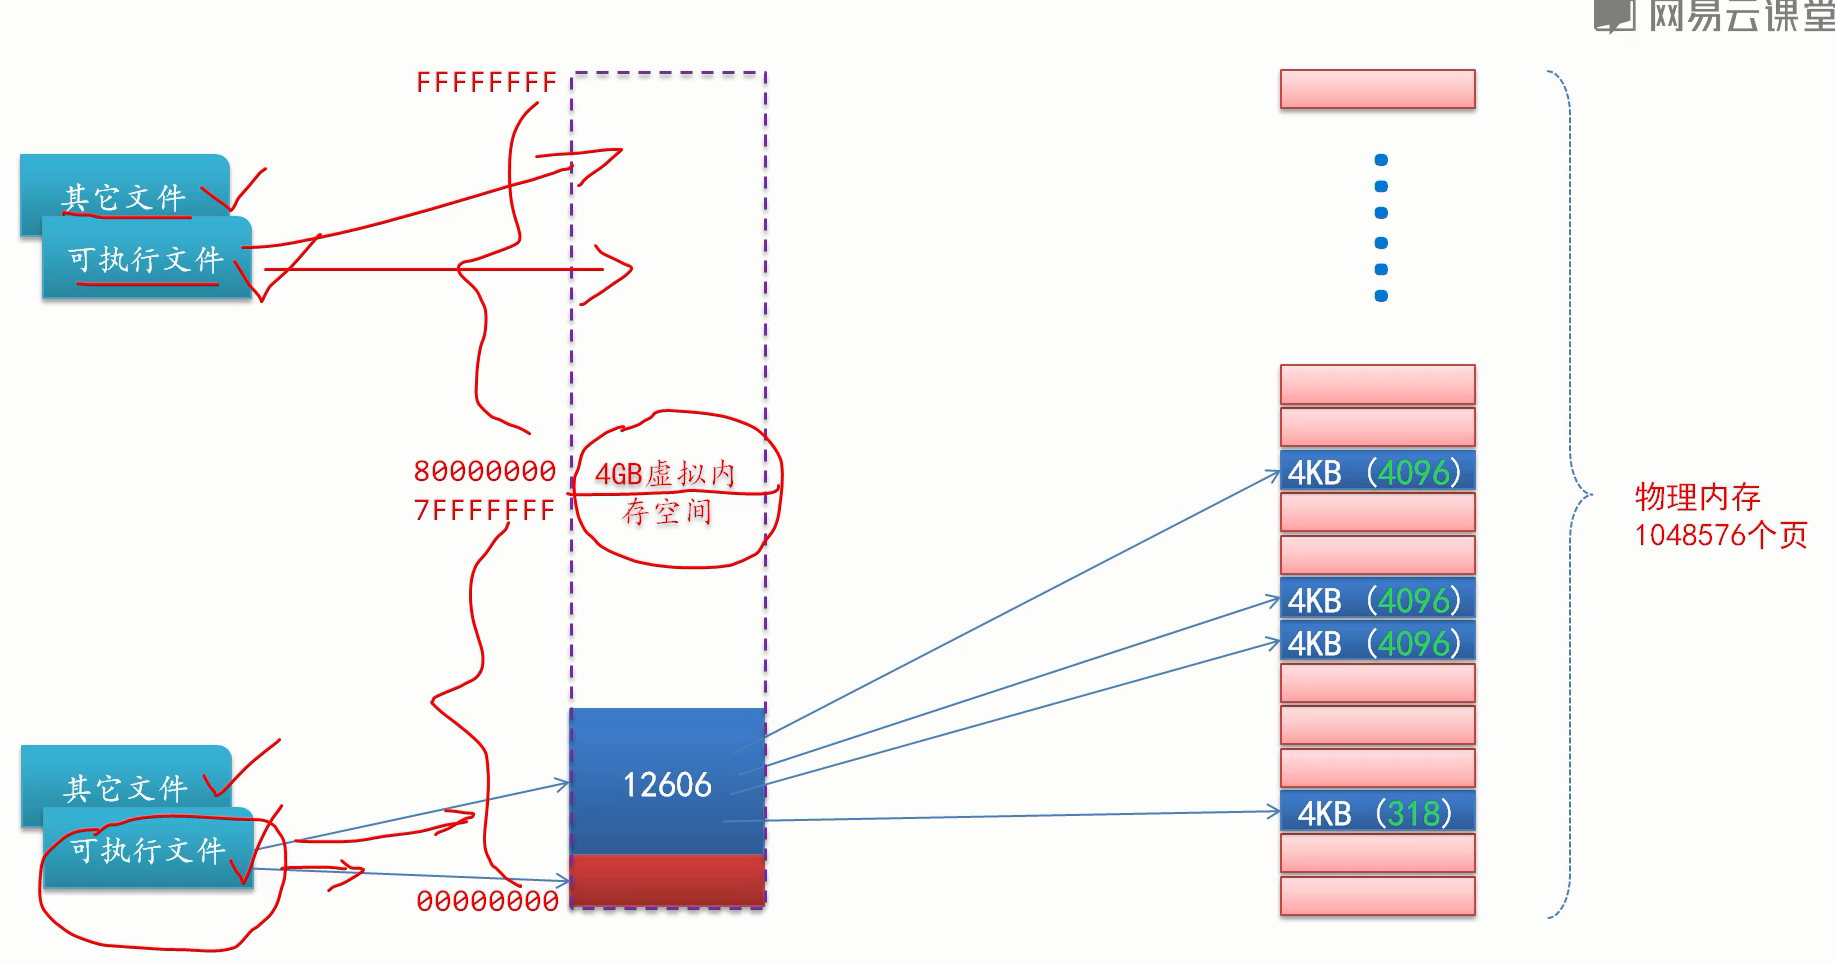 网易云课堂
FFFFFFFF
其它文件
可执行文件
80000000
7FFFFFFF
4GB虚拟内
存空间
4KB (4096)
4KB (4096)
4KB (4096)
物理内存
1048576个页
12606
4KB (318)
其它文件
可执行文件
00000000